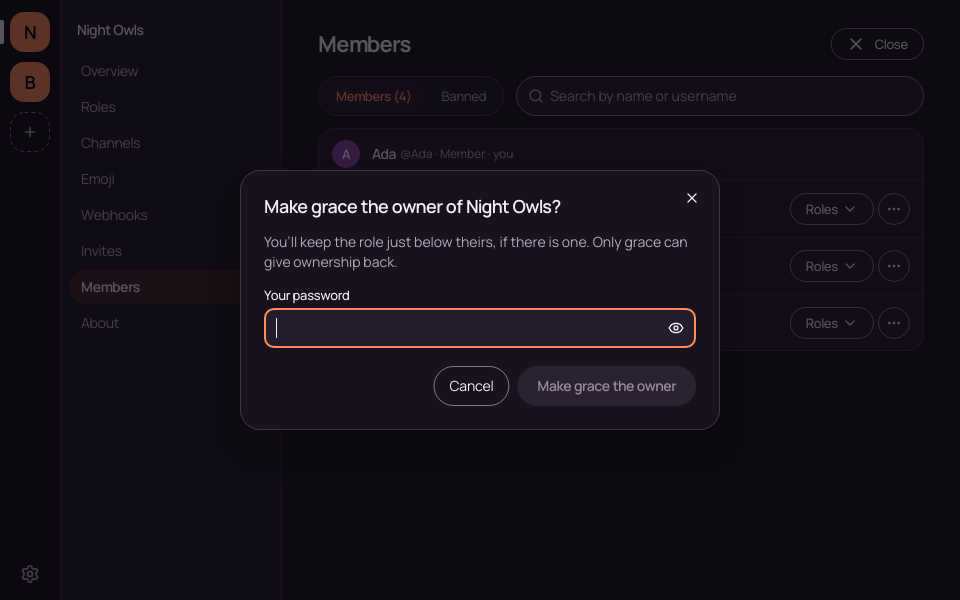 N
Night Owls
B
+
Overview
Roles
Channels
Emoji
Webhooks
Invites
Members
About
Members
Close
Members (4)
Banned
Search by name or username
A
Ada @Ada · Member · you
Roles
Roles
Roles
Make grace the owner of Night Owls?
You'll keep the role just below theirs, if there is one. Only grace can
give ownership back.
Your password
Cancel
Make grace the owner